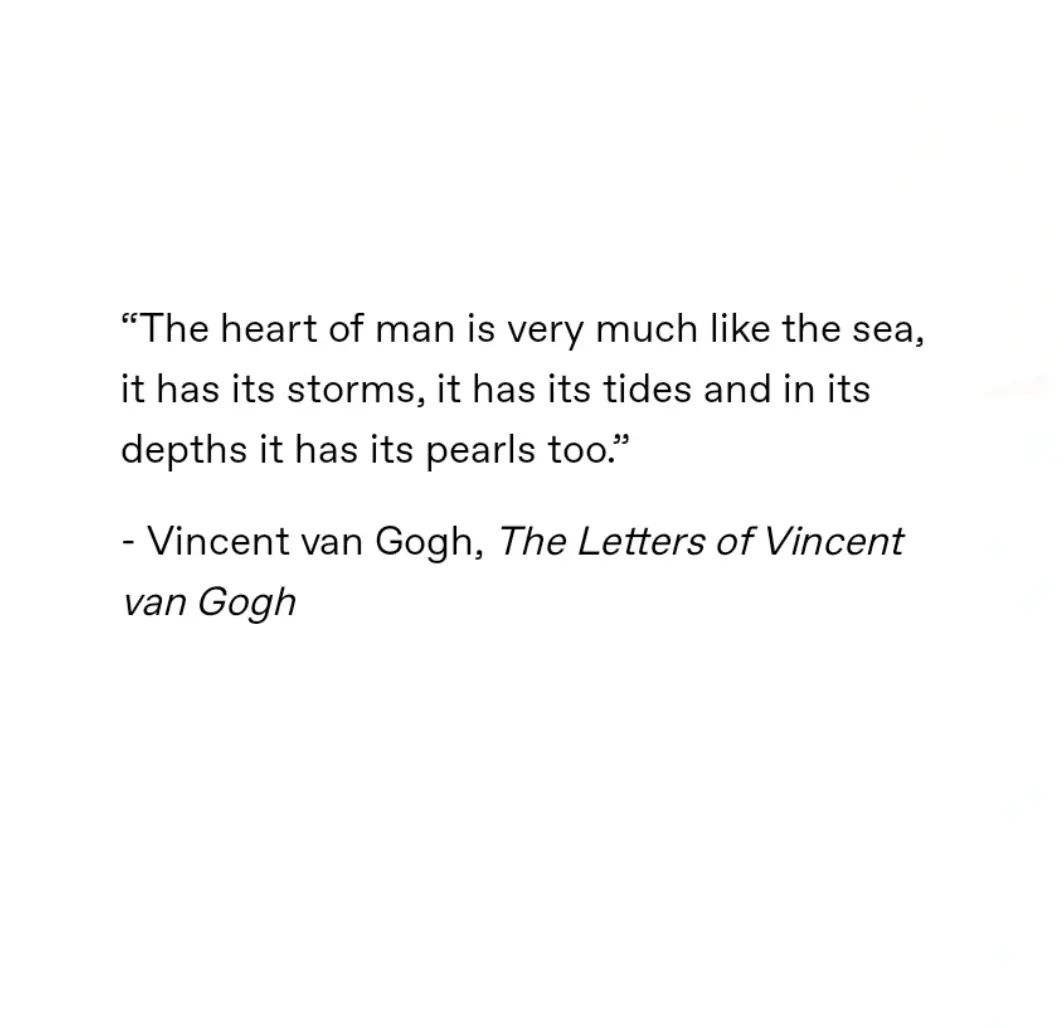 “The heart of man is very much like the sea,
it has its storms, it has its tides and in its
depths it has its pearls too.”
- Vincent van Gogh, The Letters of Vincent
van Gogh